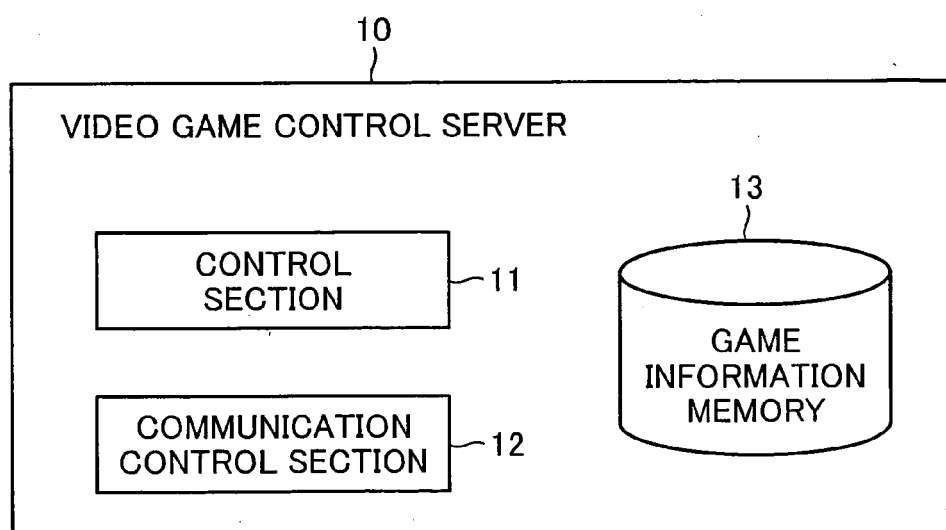 10
VIDEO GAME CONTROL SERVER
13
CONTROL
SECTION
11
GAME
INFORMATION
MEMORY
COMMUNICATION
CONTROL SECTION
12